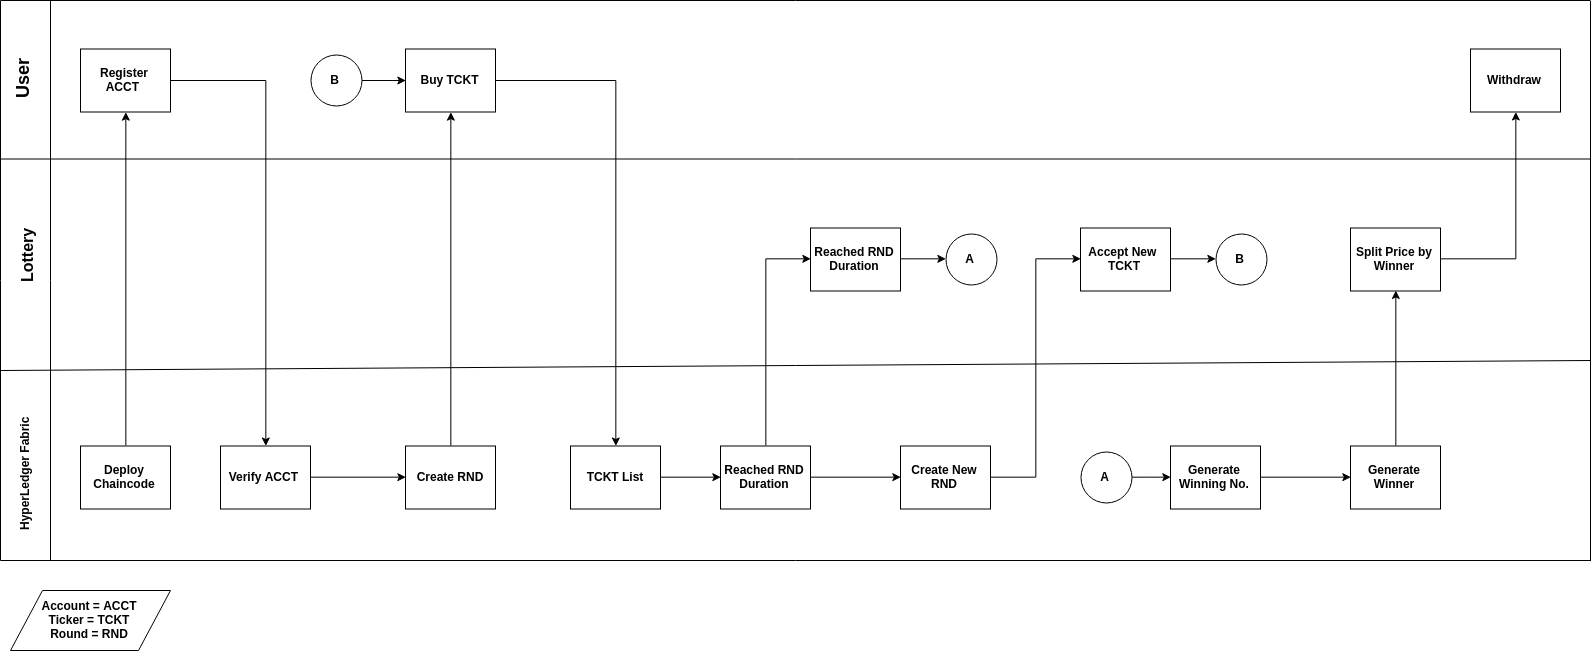 User
Register
ACCT
B
Buy TCKT
Withdraw
Lottery
Reached RND
Duration
A
Accept New
TCKT
B
Split Price by
Winner
HyperLedger Fabric
Deploy
Chaincode
Verify ACCT
Create RND
TCKT List
Reached RND
Duration
Create New
RND
A
Generate
Winning No.
Generate
Winner
Account = ACCT
Ticker = TCKT
Round = RND